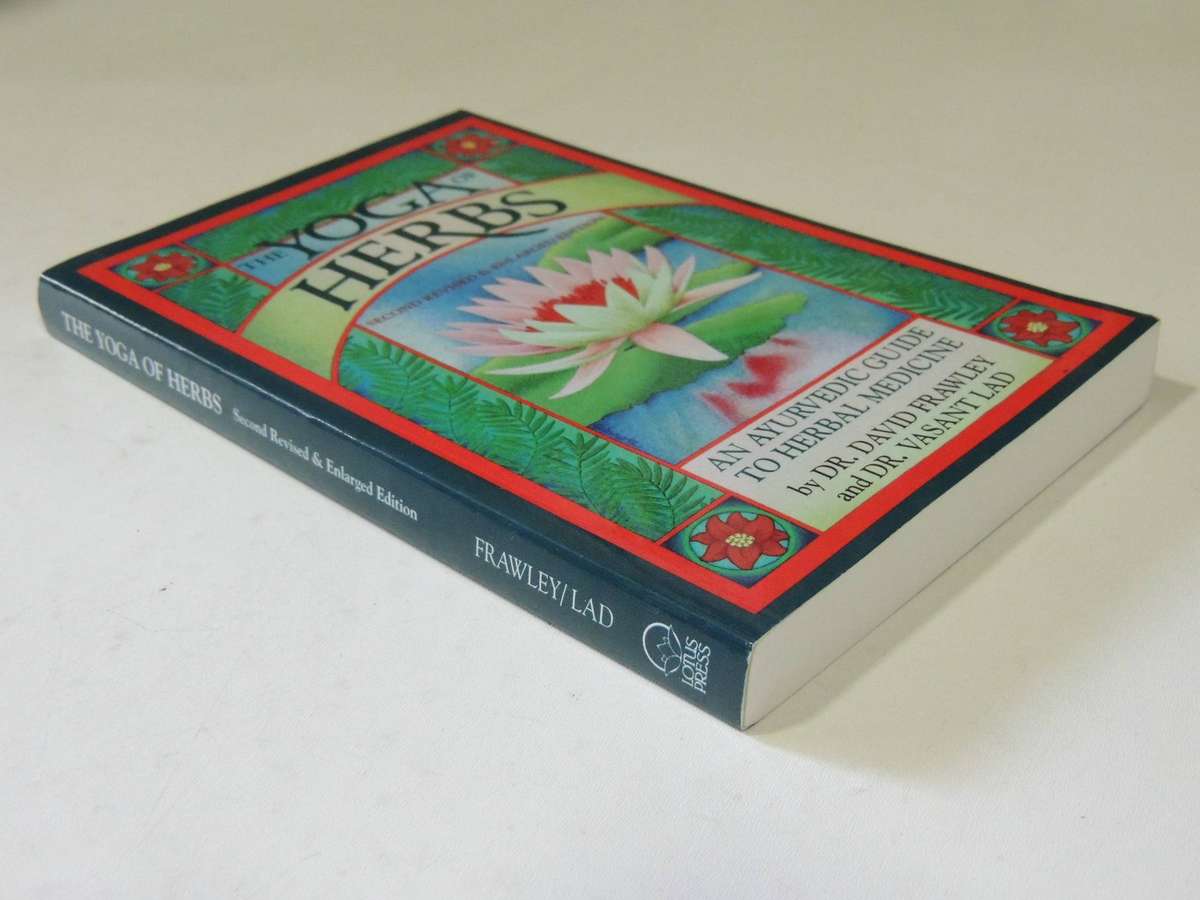 THE YOGA OF
HERBS
SECOND REVISED & ENLARGED EDITION
AN AYURVEDIC GUIDE
TO HERBAL MEDICINE
by DR. DAVID FRAWLEY
and DR. VASANT LAD
THE YOGA OF HERBS Second Revised & Enlarged Edition FRAWLEY/LAD
LOTUS
PRESS